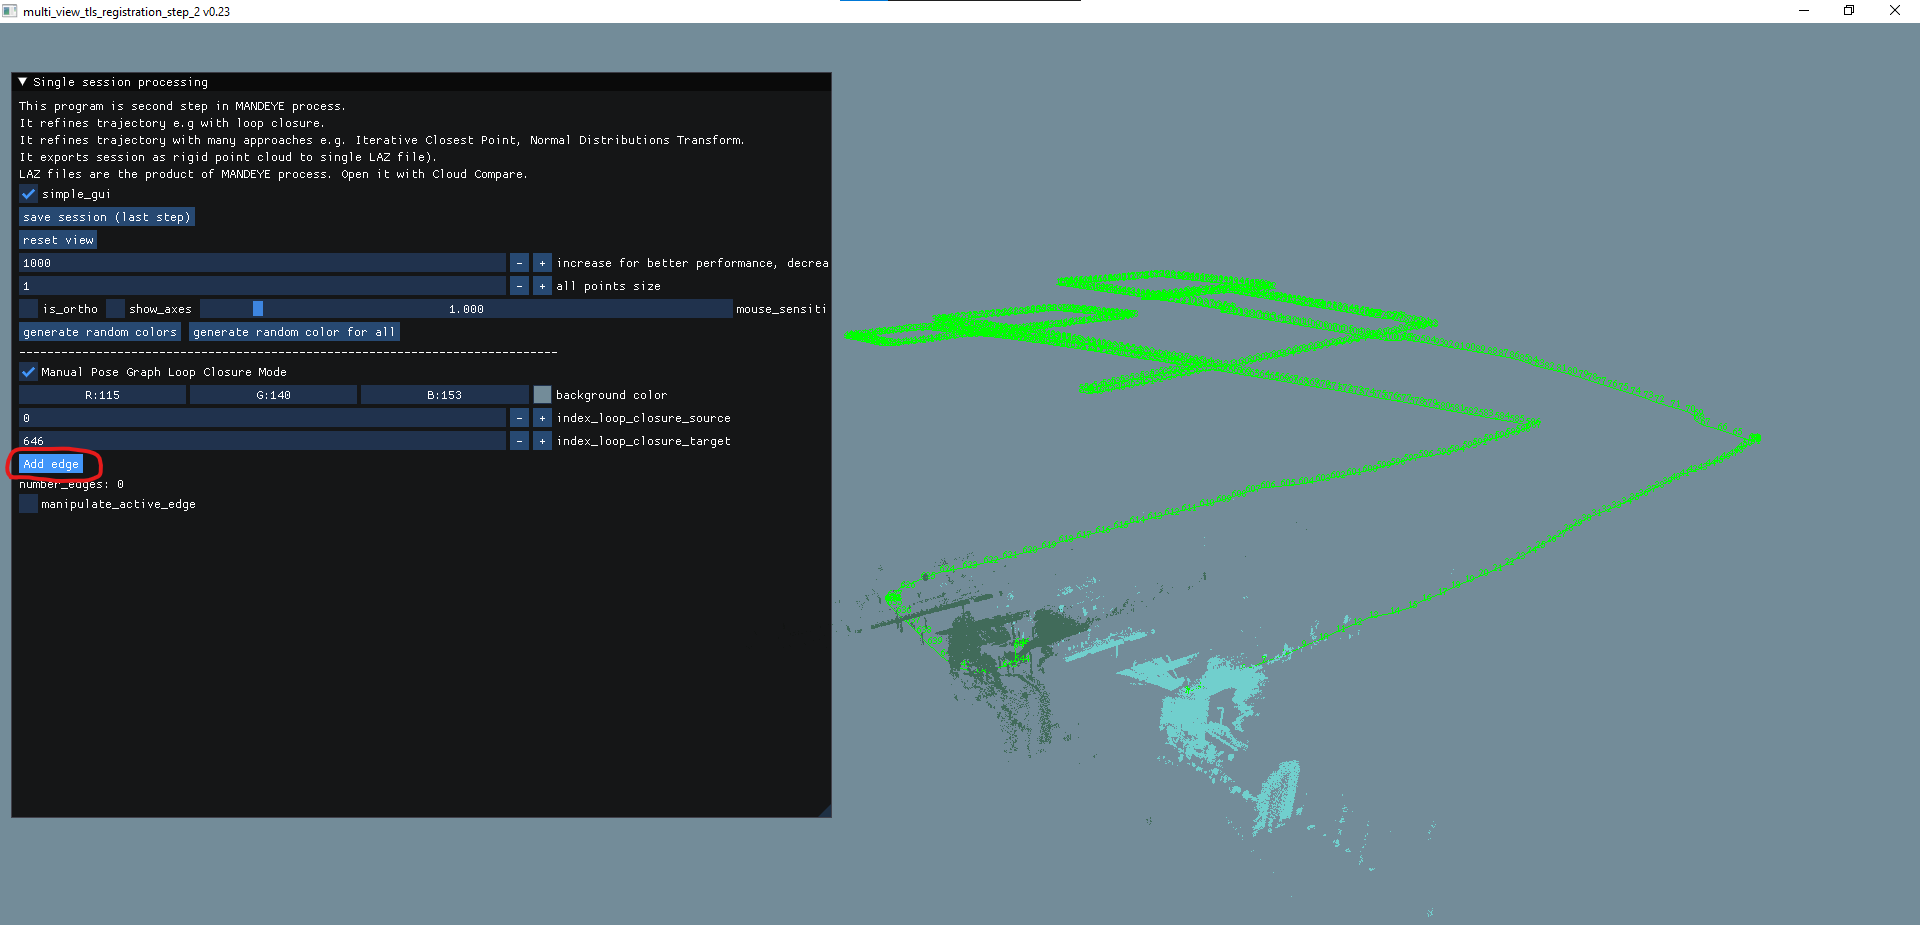 multi_view_tls_registration_step_2 v0.23
Single session processing
This program is second step in MANDEYE process.
It refines trajectory e.g with loop closure.
It refines trajectory with many approaches e.g. Iterative Closest Point, Normal Distributions Transform.
It exports session as rigid point cloud to single LAZ file).
LAZ files are the product of MANDEYE process. Open it with Cloud Compare.
simple_gui
save session (last step)
reset view
1000 - + increase for better performance, decrea
1 - + all points size
is_ortho show_axes 1.000 mouse_sensiti
generate random colors generate random color for all
-----------------------------------------------------------------------------
Manual Pose Graph Loop Closure Mode
R:115 G:140 B:153 background color
0 - + index_loop_closure_source
646 - + index_loop_closure_target
Add edge
number_edges: 0
manipulate_active_edge